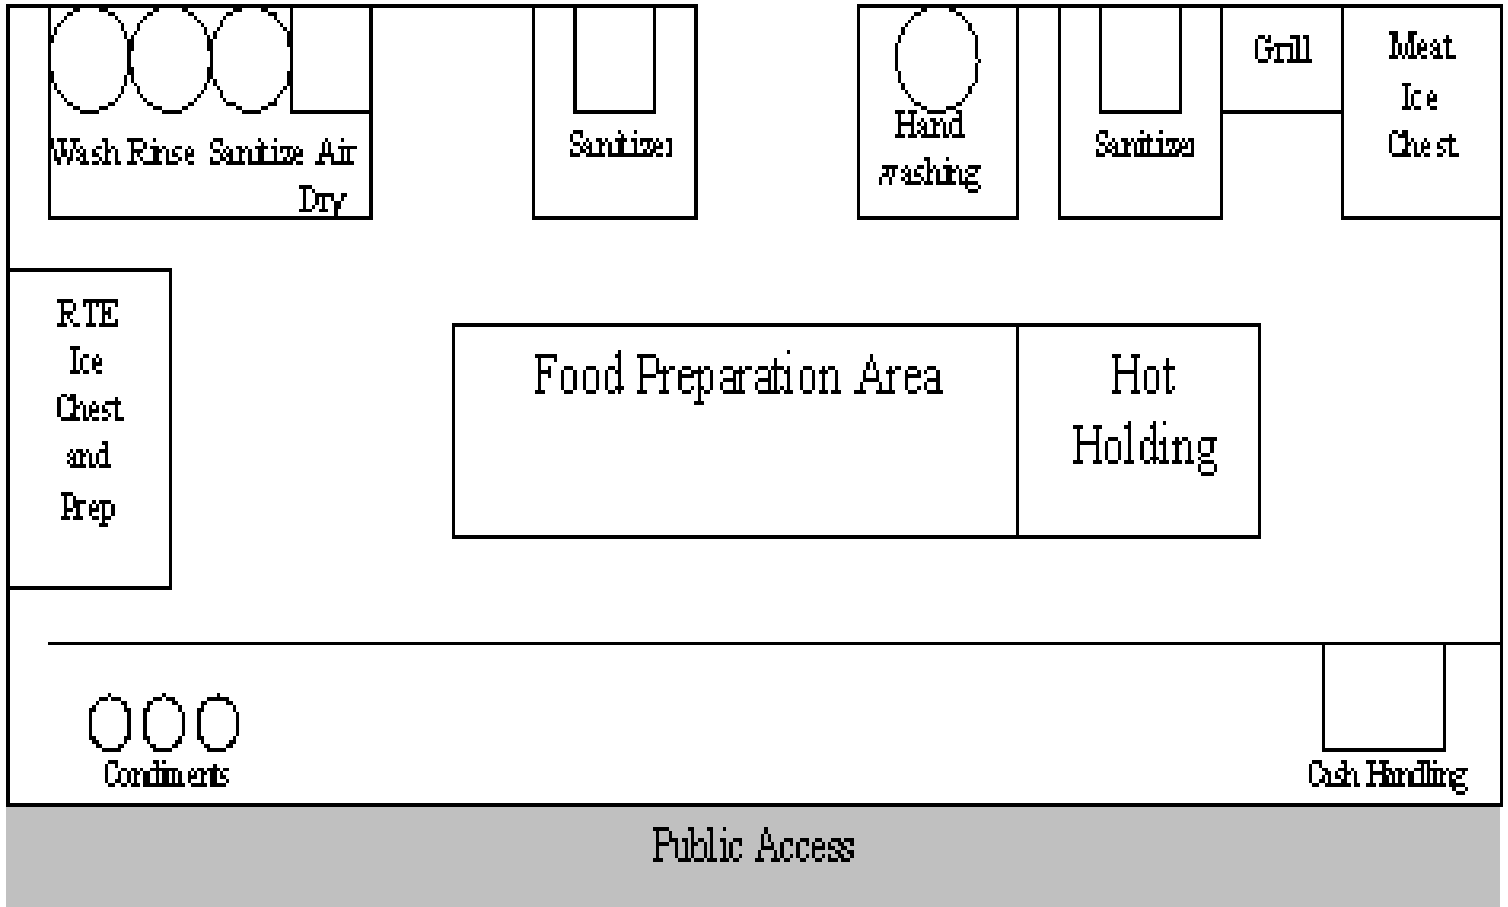 Wash Rinse Sanitize Air
Dry
Sanitizer
Hand
washing
Sanitizer
Grill
Meat
Ice
Chest
RTE
Ice
Chest
and
Prep
Food Preparation Area
Hot
Holding
Condiments
Cash Handling
Public Access